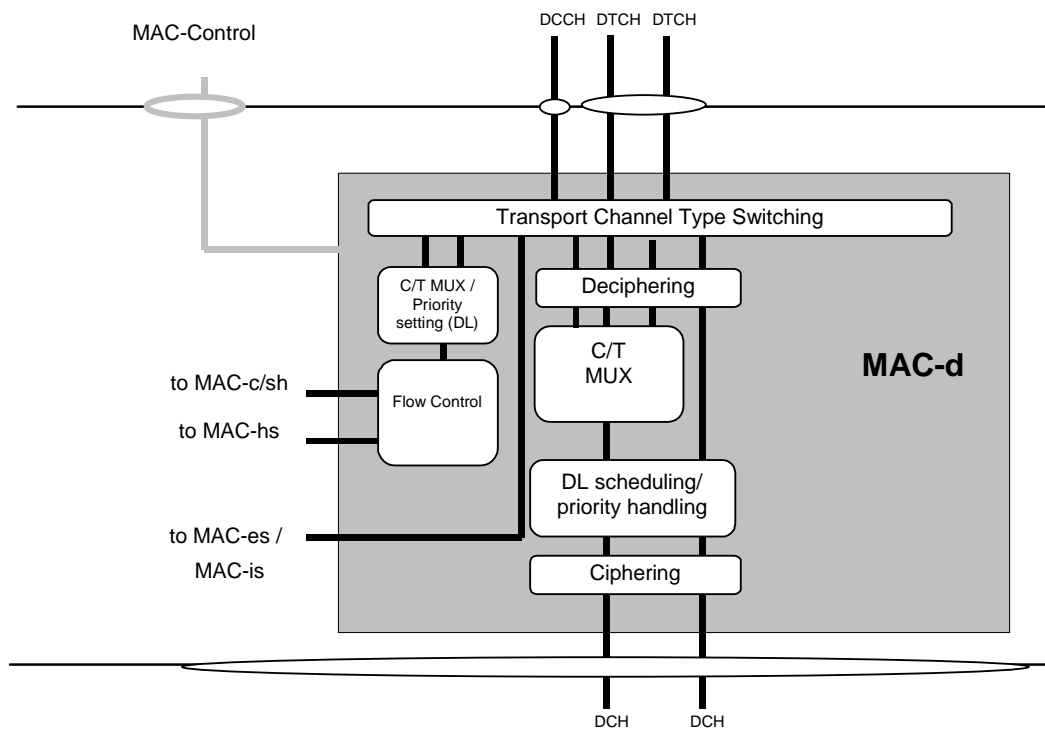 DCCH DTCH DTCH
MAC-Control
Transport Channel Type Switching
C/T MUX /
Priority
setting (DL)
Deciphering
C/T
MUX
MAC-d
to MAC-c/sh
Flow Control
to MAC-hs
DL scheduling/
priority handling
to MAC-es /
MAC-is
Ciphering
DCH DCH